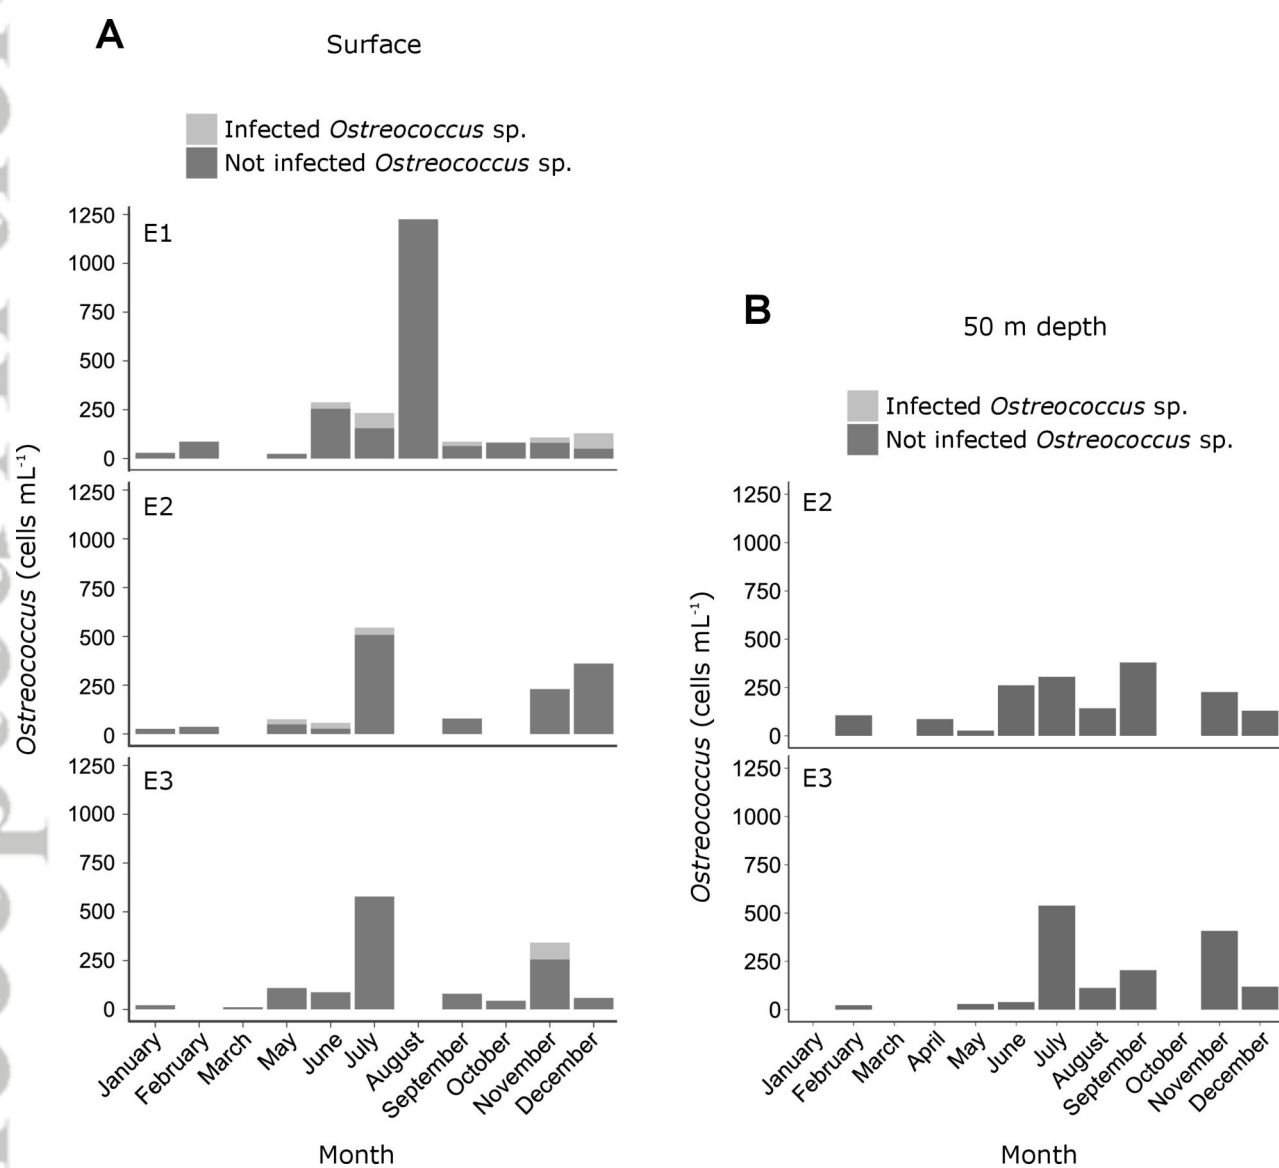 A
Surface
Infected Ostreococcus sp.
Not infected Ostreococcus sp.
E1
1250
1000
750
500
250
0
E2
1250
1000
750
500
250
0
E3
1250
1000
750
500
250
0
Ostreococcus (cells mL⁻¹)
January February March May June July August September October November December
Month
B
50 m depth
Infected Ostreococcus sp.
Not infected Ostreococcus sp.
E2
1250
1000
750
500
250
0
E3
1250
1000
750
500
250
0
Ostreococcus (cells mL⁻¹)
January February March April May June July August September October November December
Month